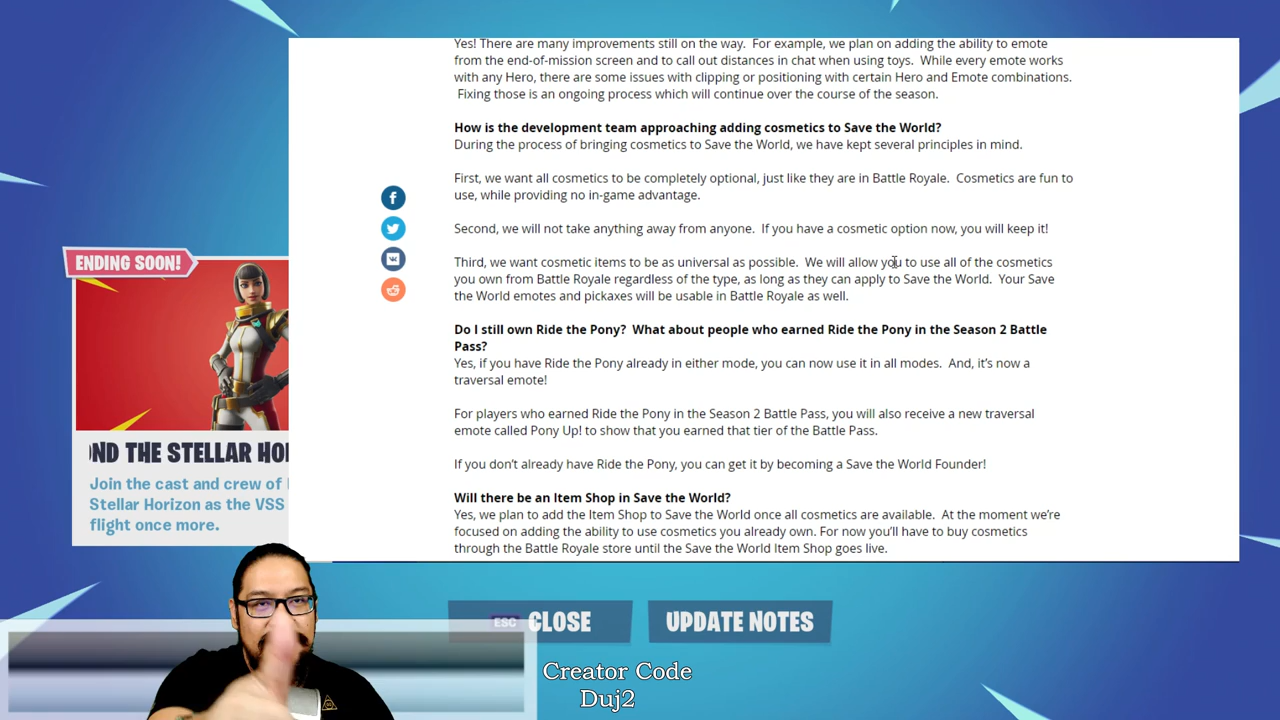 Yes! There are many improvements still on the way.  For example, we plan on adding the ability to emote
from the end-of-mission screen and to call out distances in chat when using toys.  While every emote works
with any Hero, there are some issues with clipping or positioning with certain Hero and Emote combinations.
Fixing those is an ongoing process which will continue over the course of the season.
How is the development team approaching adding cosmetics to Save the World?
During the process of bringing cosmetics to Save the World, we have kept several principles in mind.
First, we want all cosmetics to be completely optional, just like they are in Battle Royale.  Cosmetics are fun to
use, while providing no in-game advantage.
Second, we will not take anything away from anyone.  If you have a cosmetic option now, you will keep it!
Third, we want cosmetic items to be as universal as possible.  We will allow you to use all of the cosmetics
you own from Battle Royale regardless of the type, as long as they can apply to Save the World.  Your Save
the World emotes and pickaxes will be usable in Battle Royale as well.
Do I still own Ride the Pony?  What about people who earned Ride the Pony in the Season 2 Battle
Pass?
Yes, if you have Ride the Pony already in either mode, you can now use it in all modes.  And, it's now a
traversal emote!
For players who earned Ride the Pony in the Season 2 Battle Pass, you will also receive a new traversal
emote called Pony Up! to show that you earned that tier of the Battle Pass.
If you don't already have Ride the Pony, you can get it by becoming a Save the World Founder!
Will there be an Item Shop in Save the World?
Yes, we plan to add the Item Shop to Save the World once all cosmetics are available.  At the moment we're
focused on adding the ability to use cosmetics you already own. For now you'll have to buy cosmetics
through the Battle Royale store until the Save the World Item Shop goes live.
ENDING SOON!
ND THE STELLAR HO
Join the cast and crew of
Stellar Horizon as the VSS
flight once more.
ESC CLOSE
UPDATE NOTES
Creator Code
Duj2